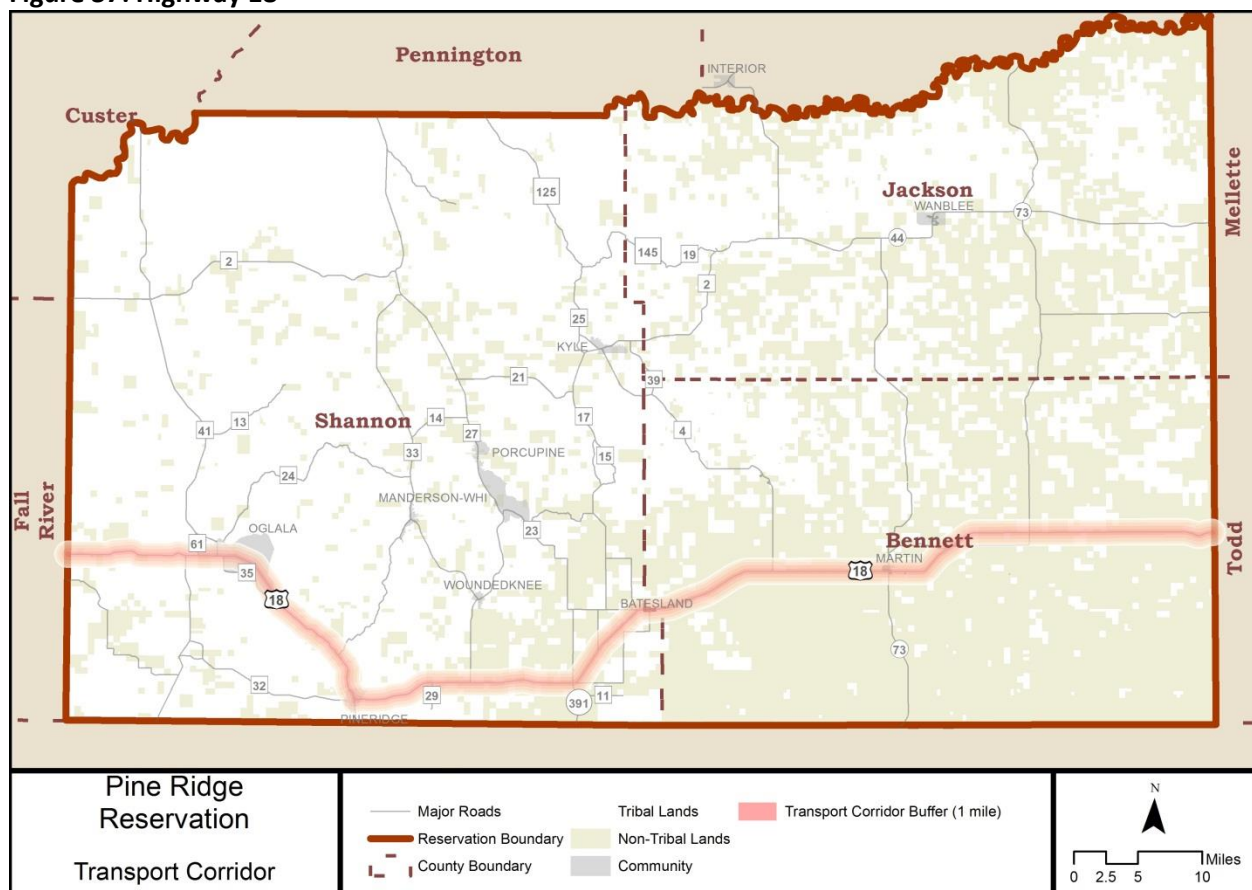 Figure Highway 18
Pennington
INTERIOR
Custer
125
Jackson
WANBLEE
73
Mellette
44
145
19
2
2
25
KYLE
39
21
Shannon
14
17
13
41
27
4
33
PORCUPINE
15
24
MANDERSON-WHI
Fall
River
OGLALA
23
61
Bennett
Todd
MARTIN
18
35
WOUNDEDKNEE
18
BATESLAND
73
32
29
11
391
PINERIDGE
Pine Ridge
Reservation
Transport Corridor
Major Roads
Reservation Boundary
County Boundary
Tribal Lands
Non-Tribal Lands
Community
Transport Corridor Buffer (1 mile)
N
Miles
0 2.5 5 10